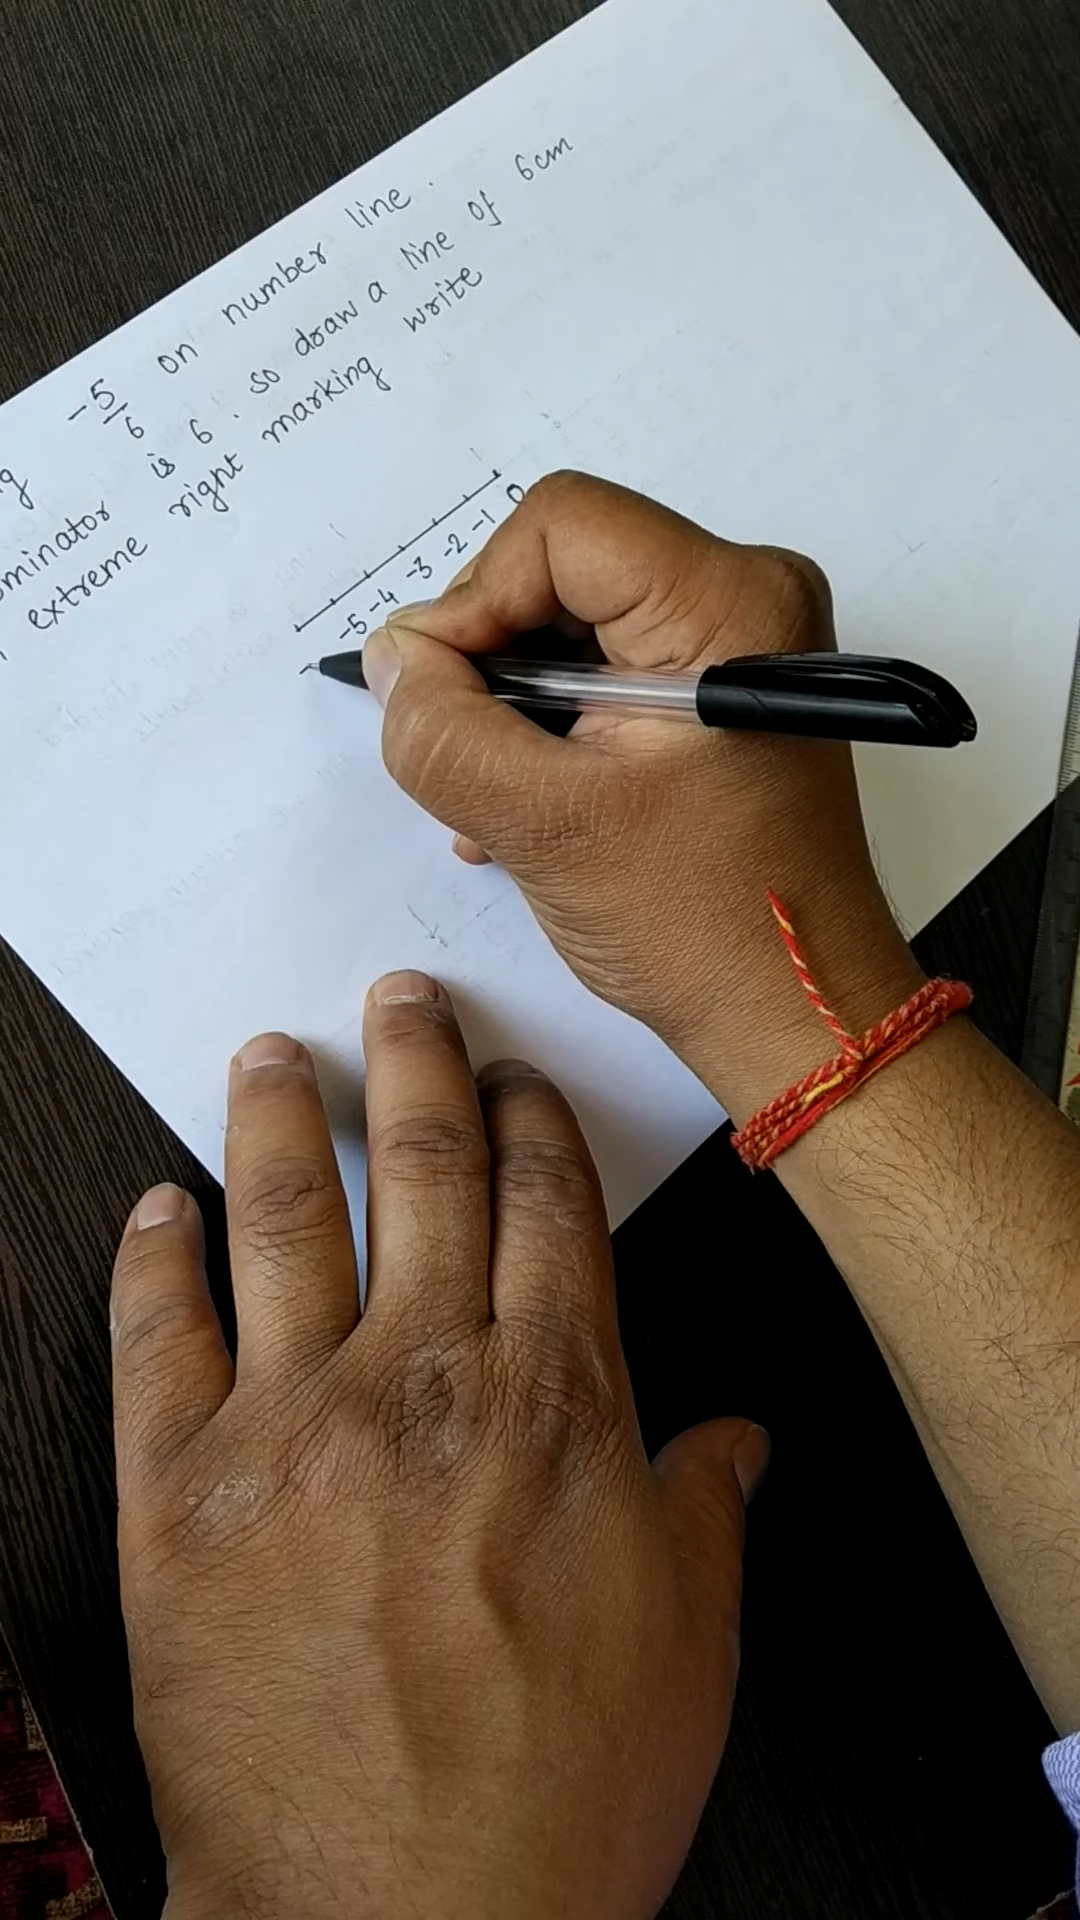 -5/6 on number line.
is 6. so draw a line of 6cm
extreme right marking write
-5 -4 -3 -2 -1 0